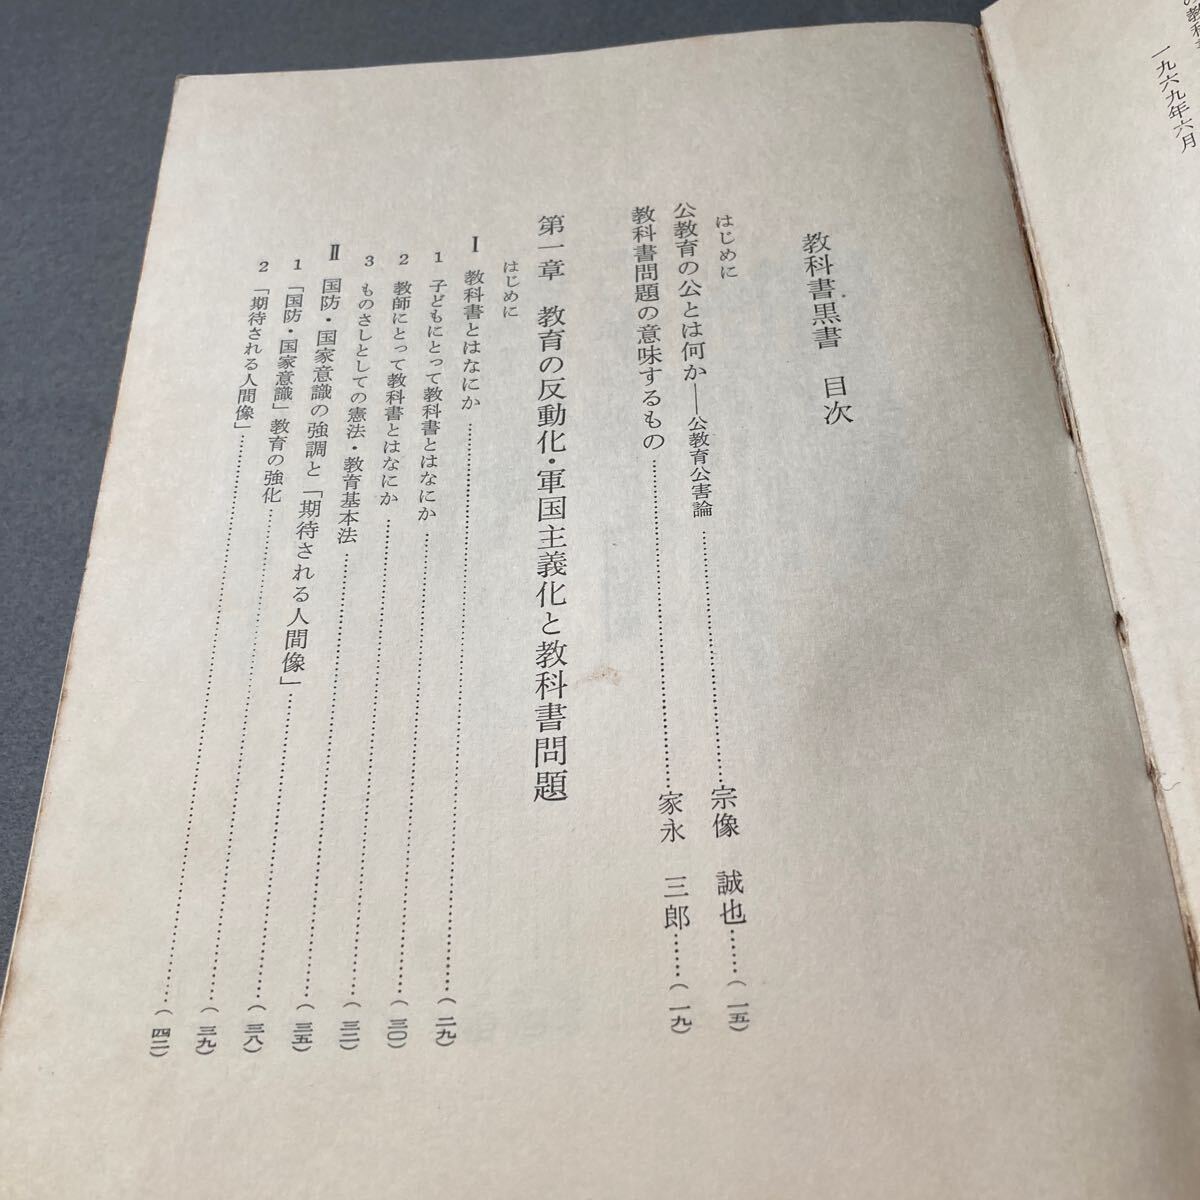 一九六九年六月
教科書黒書　目次
はじめに
公教育の公とは何か――公教育公害論……………宗像　誠也……(一五)
教科書問題の意味するもの……………家永　三郎……(一九)
第一章　教育の反動化・軍国主義化と教科書問題
はじめに
Ⅰ　教科書とはなにか……………(二九)
1　子どもにとって教科書とはなにか……………(三〇)
2　教師にとって教科書とはなにか……………(三二)
3　ものさしとしての憲法・教育基本法……………(三五)
Ⅱ　国防・国家意識の強調と「期待される人間像」……………(三八)
1　「国防・国家意識」教育の強化……………(三九)
2　「期待される人間像」……………(四二)